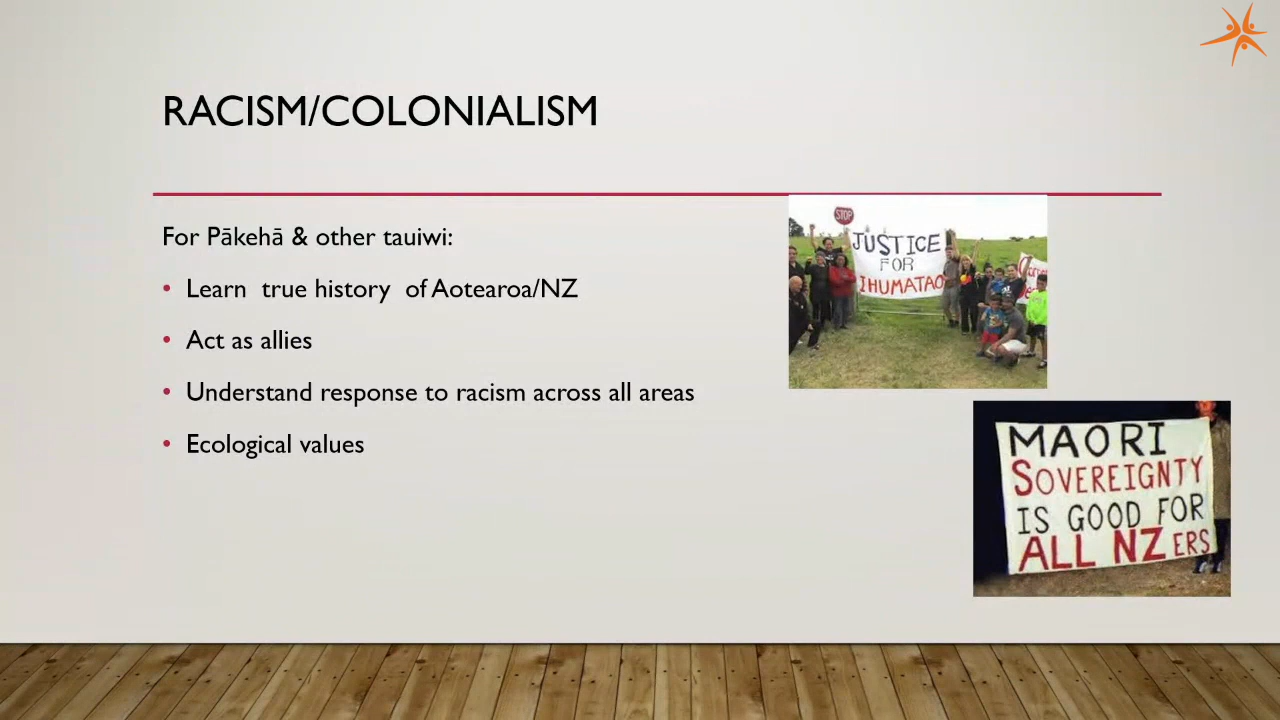 RACISM/COLONIALISM
For Pākehā & other tauiwi:
• Learn true history of Aotearoa/NZ
• Act as allies
• Understand response to racism across all areas
• Ecological values
STOP
JUSTICE
FOR
IHUMATAO
MAORI
SOVEREIGNTY
IS GOOD FOR
ALL NZERS